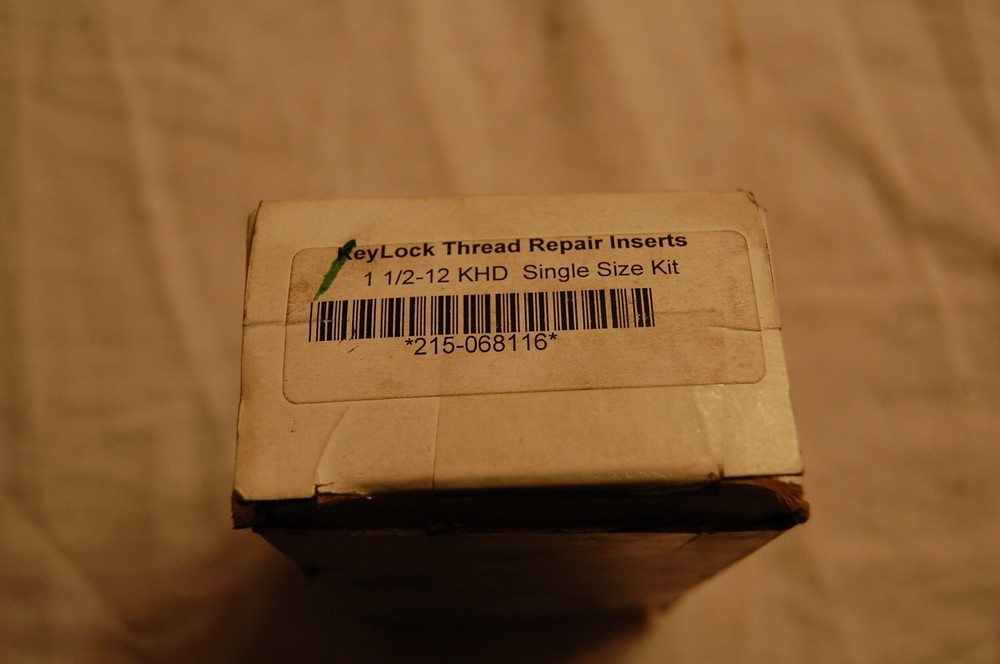 KeyLock Thread Repair Inserts
1 1/2-12 KHD Single Size Kit
*215-068116*